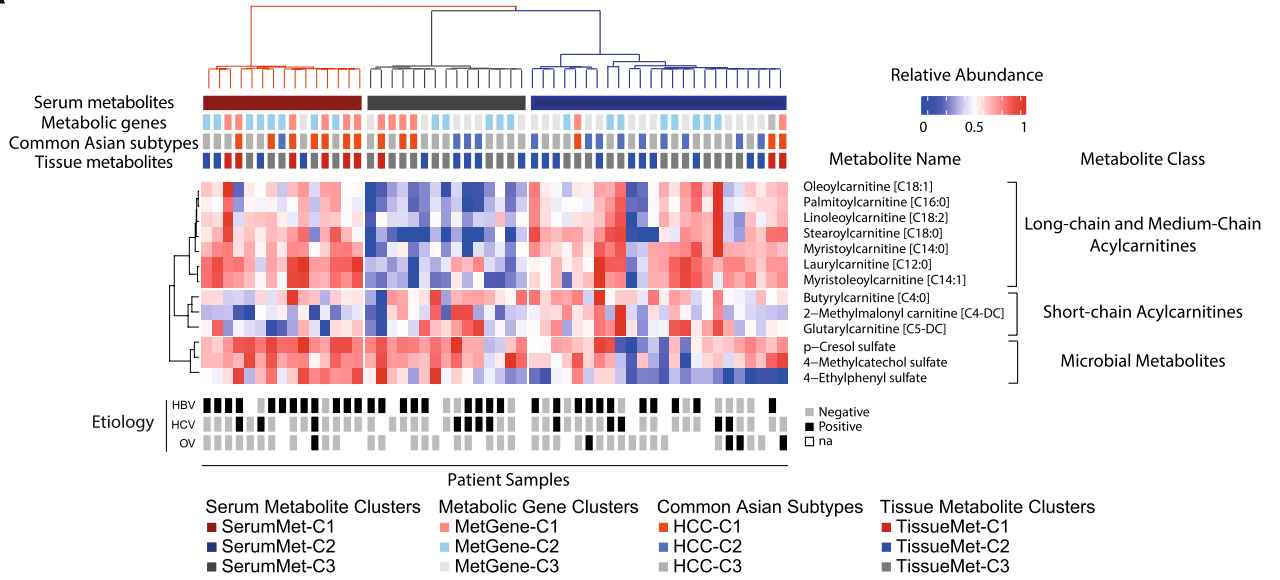 Relative Abundance
0 0.5 1
Serum metabolites
Metabolic genes
Common Asian subtypes
Tissue metabolites
Metabolite Name
Metabolite Class
Oleoylcarnitine [C18:1]
Palmitoylcarnitine [C16:0]
Linoleoylcarnitine [C18:2]
Stearoylcarnitine [C18:0]
Myristoylcarnitine [C14:0]
Laurylcarnitine [C12:0]
Myristoleoylcarnitine [C14:1]
Long-chain and Medium-Chain
Acylcarnitines
Butyrylcarnitine [C4:0]
2−Methylmalonyl carnitine [C4-DC]
Glutarylcarnitine [C5-DC]
Short-chain Acylcarnitines
p−Cresol sulfate
4−Methylcatechol sulfate
4−Ethylphenyl sulfate
Microbial Metabolites
Etiology
HBV
HCV
OV
Negative
Positive
na
Patient Samples
Serum Metabolite Clusters
SerumMet-C1
SerumMet-C2
SerumMet-C3
Metabolic Gene Clusters
MetGene-C1
MetGene-C2
MetGene-C3
Common Asian Subtypes
HCC-C1
HCC-C2
HCC-C3
Tissue Metabolite Clusters
TissueMet-C1
TissueMet-C2
TissueMet-C3